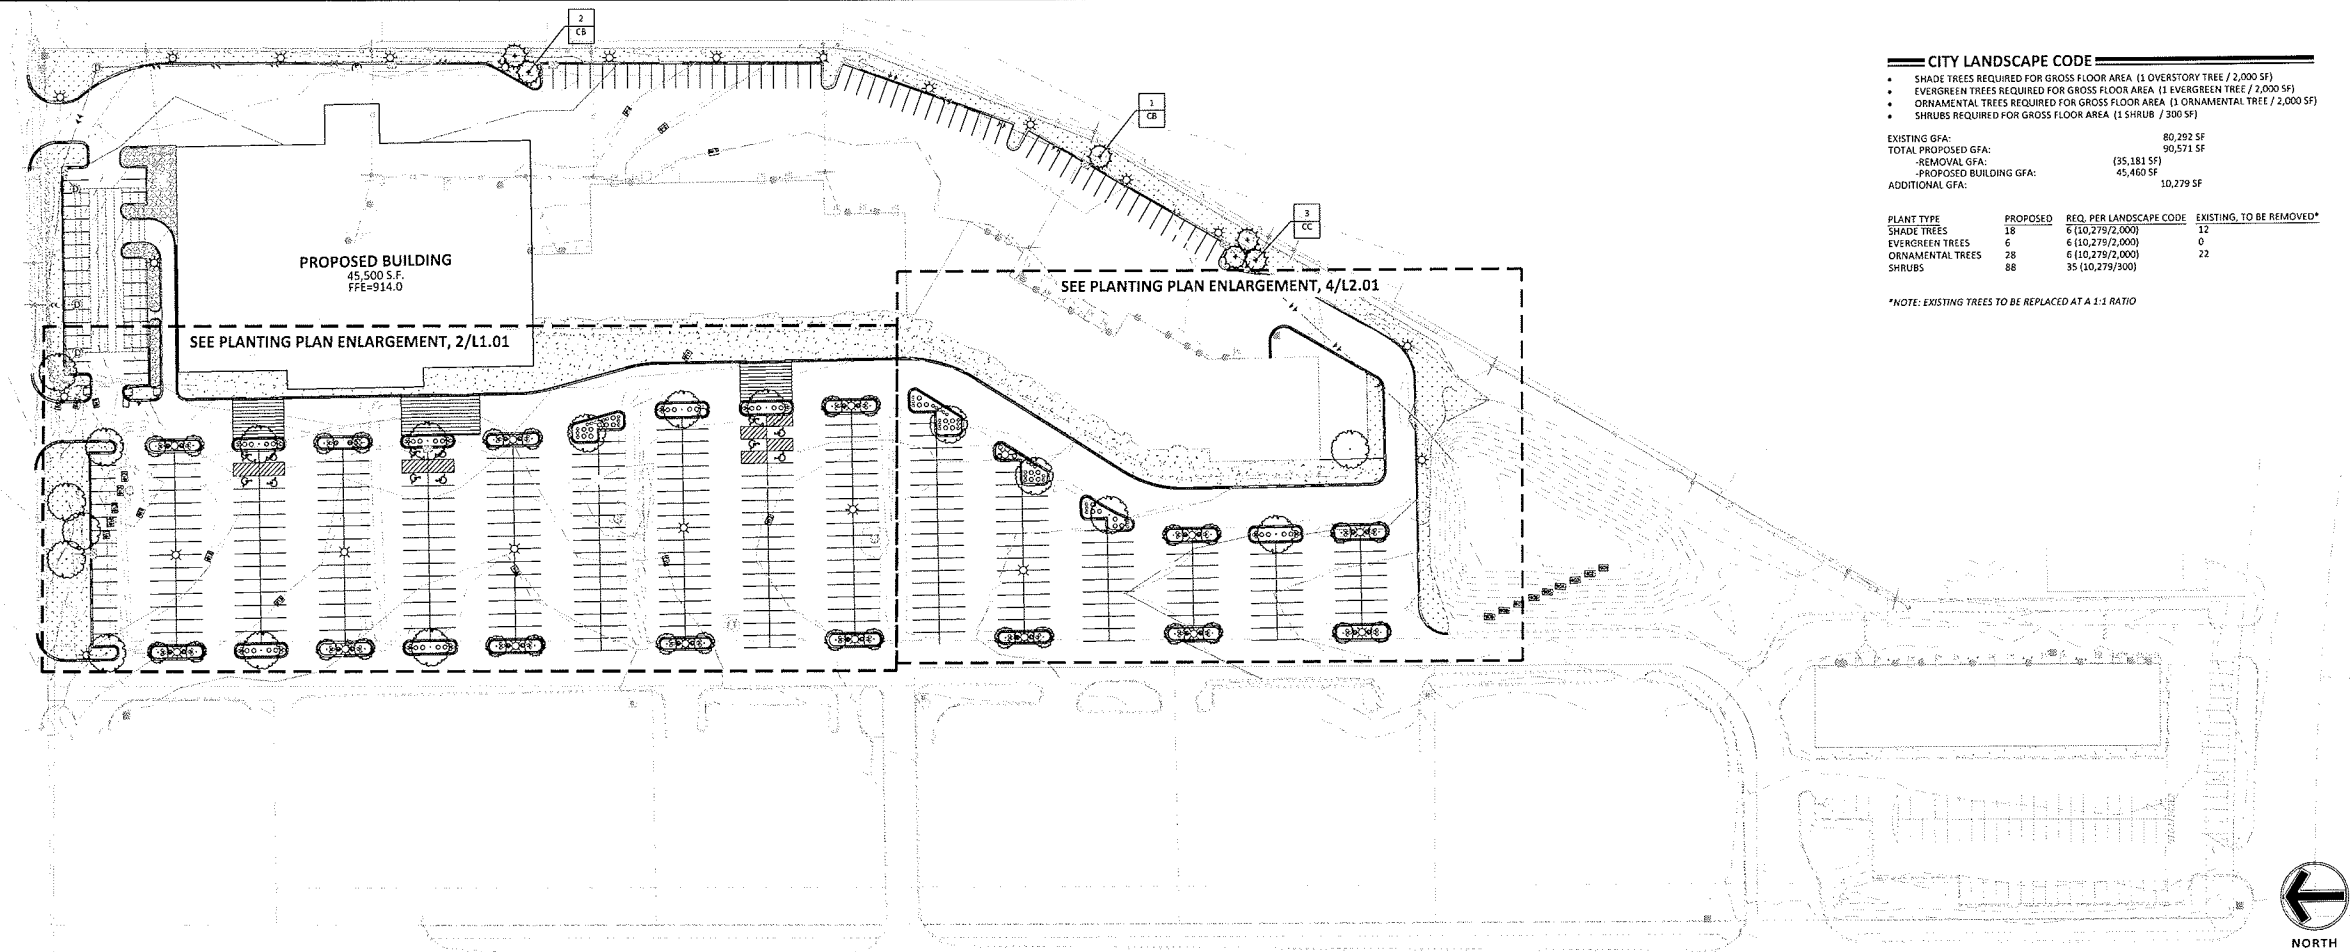 2
CB
1
CB
3
CC
CITY LANDSCAPE CODE
• SHADE TREES REQUIRED FOR GROSS FLOOR AREA (1 OVERSTORY TREE / 2,000 SF)
• EVERGREEN TREES REQUIRED FOR GROSS FLOOR AREA (1 EVERGREEN TREE / 2,000 SF)
• ORNAMENTAL TREES REQUIRED FOR GROSS FLOOR AREA (1 ORNAMENTAL TREE / 2,000 SF)
• SHRUBS REQUIRED FOR GROSS FLOOR AREA (1 SHRUB / 300 SF)
EXISTING GFA: 80,292 SF
TOTAL PROPOSED GFA: 90,571 SF
-REMOVAL GFA: (35,181 SF)
-PROPOSED BUILDING GFA: 45,460 SF
ADDITIONAL GFA: 10,279 SF
PLANT TYPE PROPOSED REQ. PER LANDSCAPE CODE EXISTING, TO BE REMOVED*
SHADE TREES 18 6 (10,279/2,000) 12
EVERGREEN TREES 6 6 (10,279/2,000) 0
ORNAMENTAL TREES 28 6 (10,279/2,000) 22
SHRUBS 88 35 (10,279/300)
*NOTE: EXISTING TREES TO BE REPLACED AT A 1:1 RATIO
PROPOSED BUILDING
45,500 S.F.
FFE=914.0
SEE PLANTING PLAN ENLARGEMENT, 4/L2.01
SEE PLANTING PLAN ENLARGEMENT, 2/L1.01
NORTH